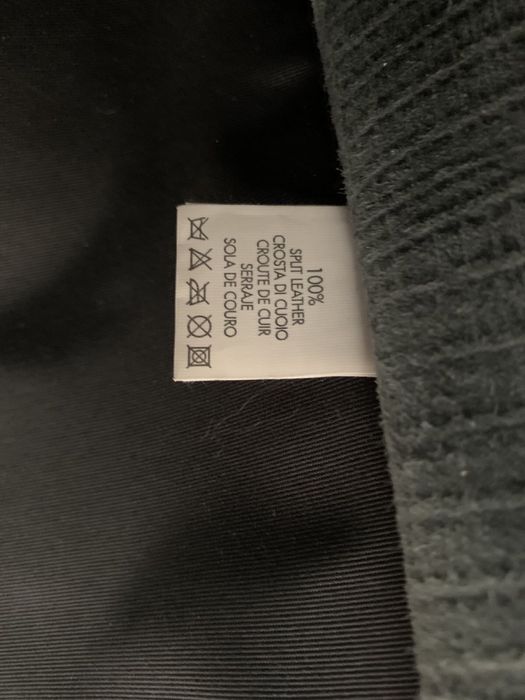 100%
SPLIT LEATHER
CROSTA DI CUOIO
CROUTE DE CUIR
SERRAJE
SOLA DE COURO